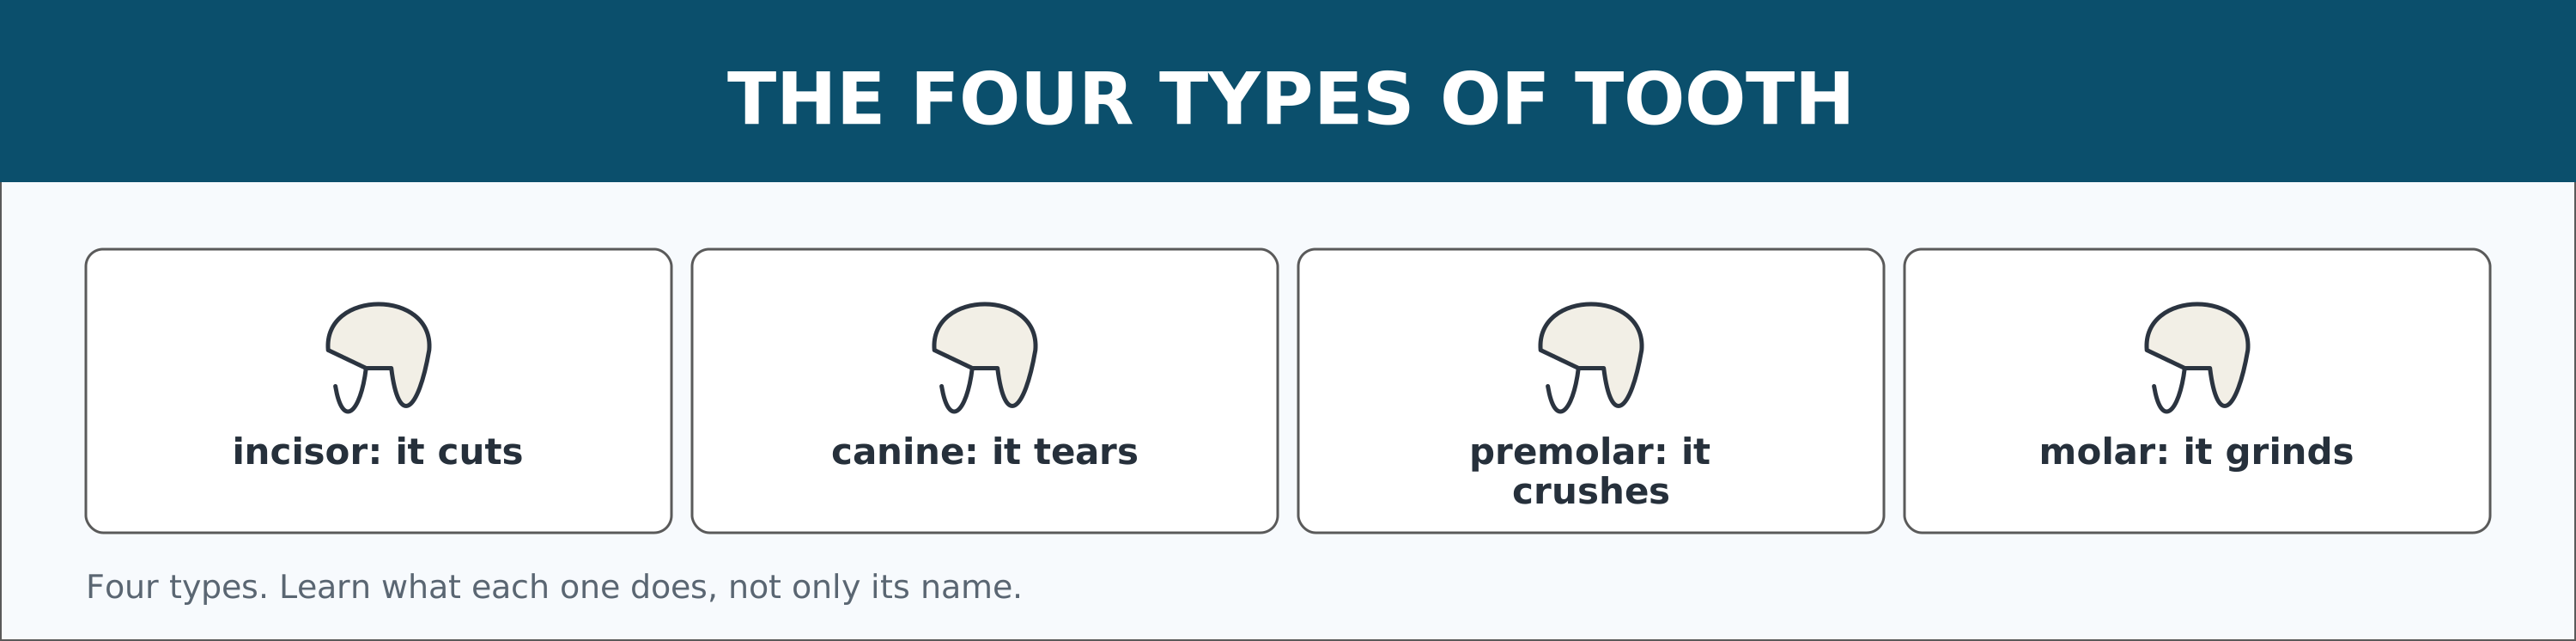 THE FOUR TYPES OF TOOTH
incisor: it cuts
canine: it tears
premolar: it
crushes
molar: it grinds
Four types. Learn what each one does, not only its name.